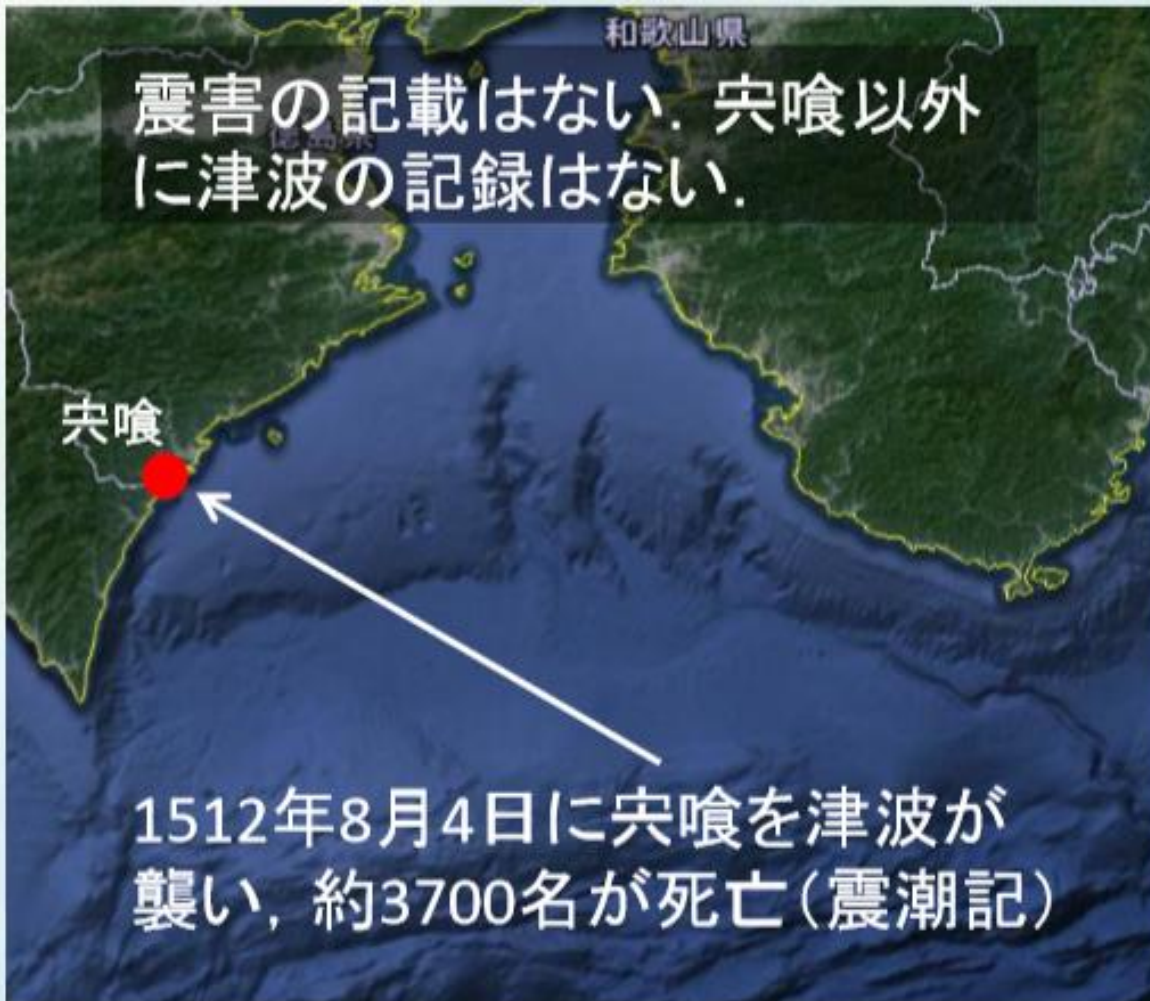 和歌山県
震害の記載はない．宍喰以外
徳島県
に津波の記録はない．
宍喰
1512年8月4日に宍喰を津波が
襲い，約3700名が死亡（震潮記）